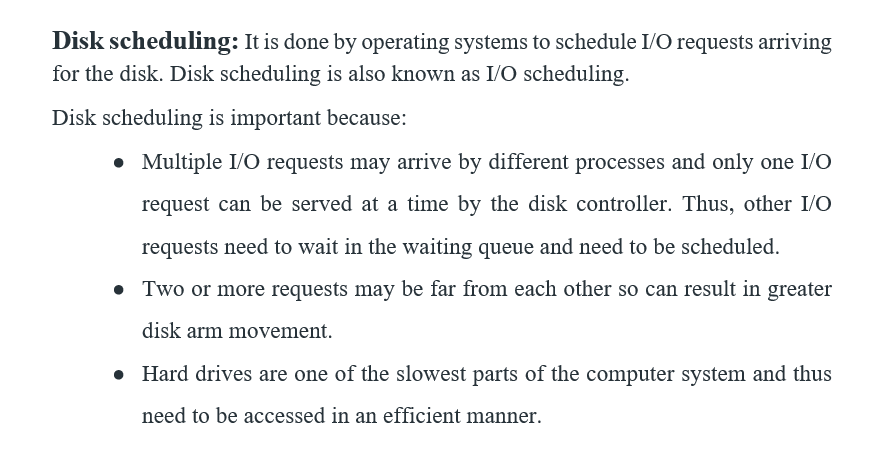 Disk scheduling: It is done by operating systems to schedule I/O requests arriving
for the disk. Disk scheduling is also known as I/O scheduling.
Disk scheduling is important because:
● Multiple I/O requests may arrive by different processes and only one I/O
request can be served at a time by the disk controller. Thus, other I/O
requests need to wait in the waiting queue and need to be scheduled.
● Two or more requests may be far from each other so can result in greater
disk arm movement.
● Hard drives are one of the slowest parts of the computer system and thus
need to be accessed in an efficient manner.